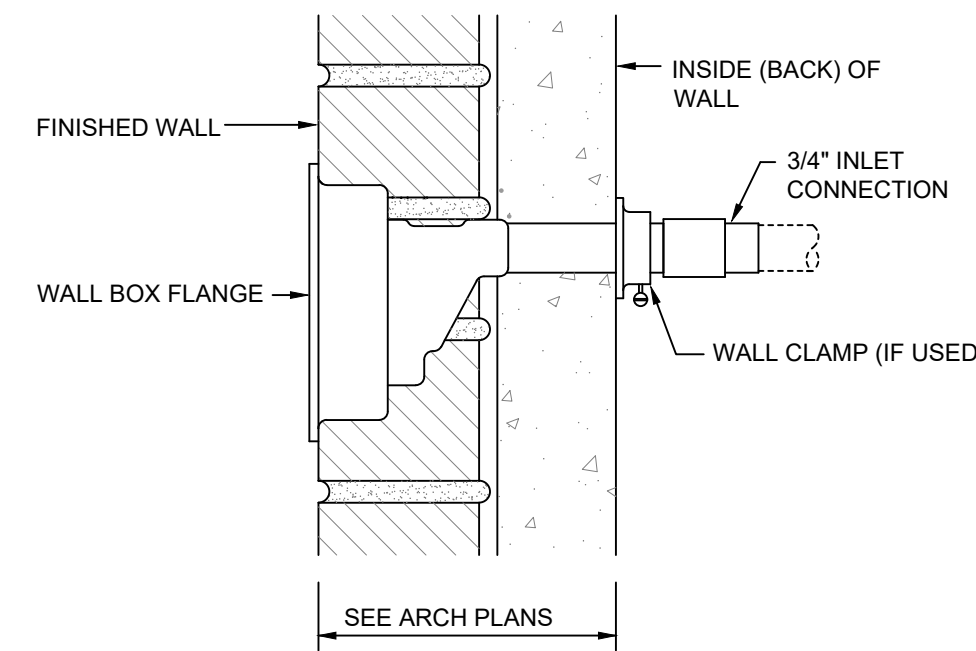 INSIDE (BACK) OF
WALL
FINISHED WALL
3/4" INLET
CONNECTION
WALL BOX FLANGE
WALL CLAMP (IF USED
SEE ARCH PLANS